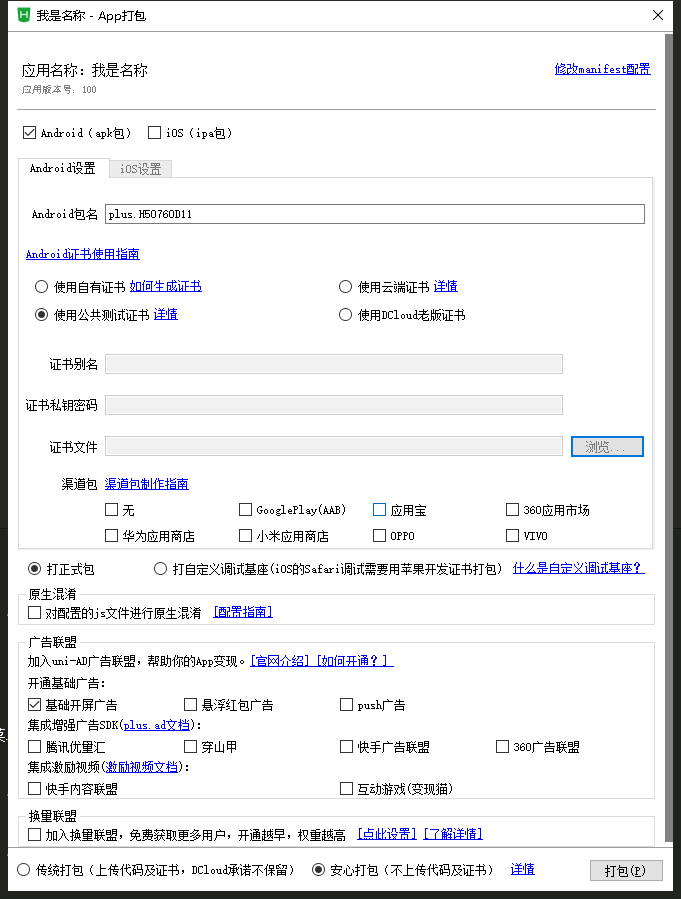 我是名称 - App打包
应用名称：我是名称
修改manifest配置
应用版本号：100
Android（apk包） iOS（ipa包）
Android设置 iOS设置
Android包名 plus.H50760D11
Android证书使用指南
使用自有证书 如何生成证书 使用云端证书 详情
使用公共测试证书 详情 使用DCloud老版证书
证书别名
证书私钥密码
证书文件 浏览...
渠道包 渠道包制作指南
无 GooglePlay(AAB) 应用宝 360应用市场
华为应用商店 小米应用商店 OPPO VIVO
打正式包 打自定义调试基座(iOS的Safari调试需要用苹果开发证书打包) 什么是自定义调试基座？
原生混淆
对配置的js文件进行原生混淆 [配置指南]
广告联盟
加入uni-AD广告联盟，帮助你的App变现。[官网介绍] [如何开通？]
开通基础广告：
基础开屏广告 悬浮红包广告 push广告
集成增强广告SDK(plus.ad文档)：
腾讯优量汇 穿山甲 快手广告联盟 360广告联盟
集成激励视频(激励视频文档)：
快手内容联盟 互动游戏(变现猫)
换量联盟
加入换量联盟，免费获取更多用户，开通越早，权重越高 [点此设置] [了解详情]
传统打包（上传代码及证书，DCloud承诺不保留） 安心打包（不上传代码及证书） 详情 打包(P)